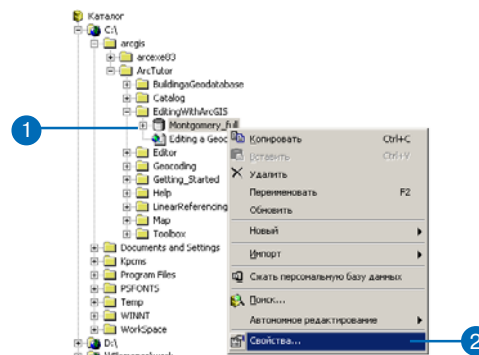 Каталог
C:\
arcgis
arcexe83
ArcTutor
BuildingaGeodatabase
Catalog
EditingWithArcGIS
1
Montgomery_full
Editing a Geoc
Editor
Geocoding
Getting_Started
Help
LinearReferencing
Map
Toolbox
Documents and Settings
Kpcms
Program Files
PSFONTS
Temp
WINNT
WorkSpace
D:\
Копировать Ctrl+C
Вставить Ctrl+V
Удалить
Переименовать F2
Обновить
Новый
Импорт
Сжать персональную базу данных
Поиск...
Автономное редактирование
Свойства...
2